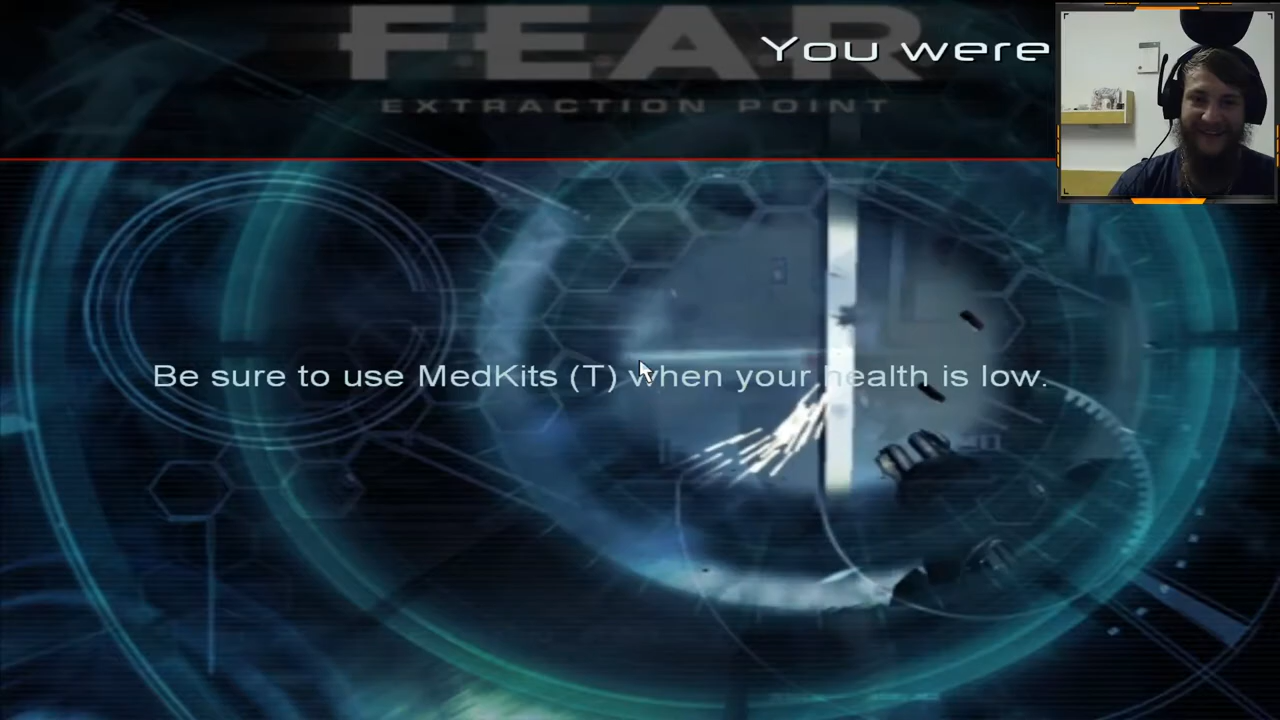 F.E.A.R
You were
EXTRACTION POINT
Be sure to use MedKits (T) when your health is low.